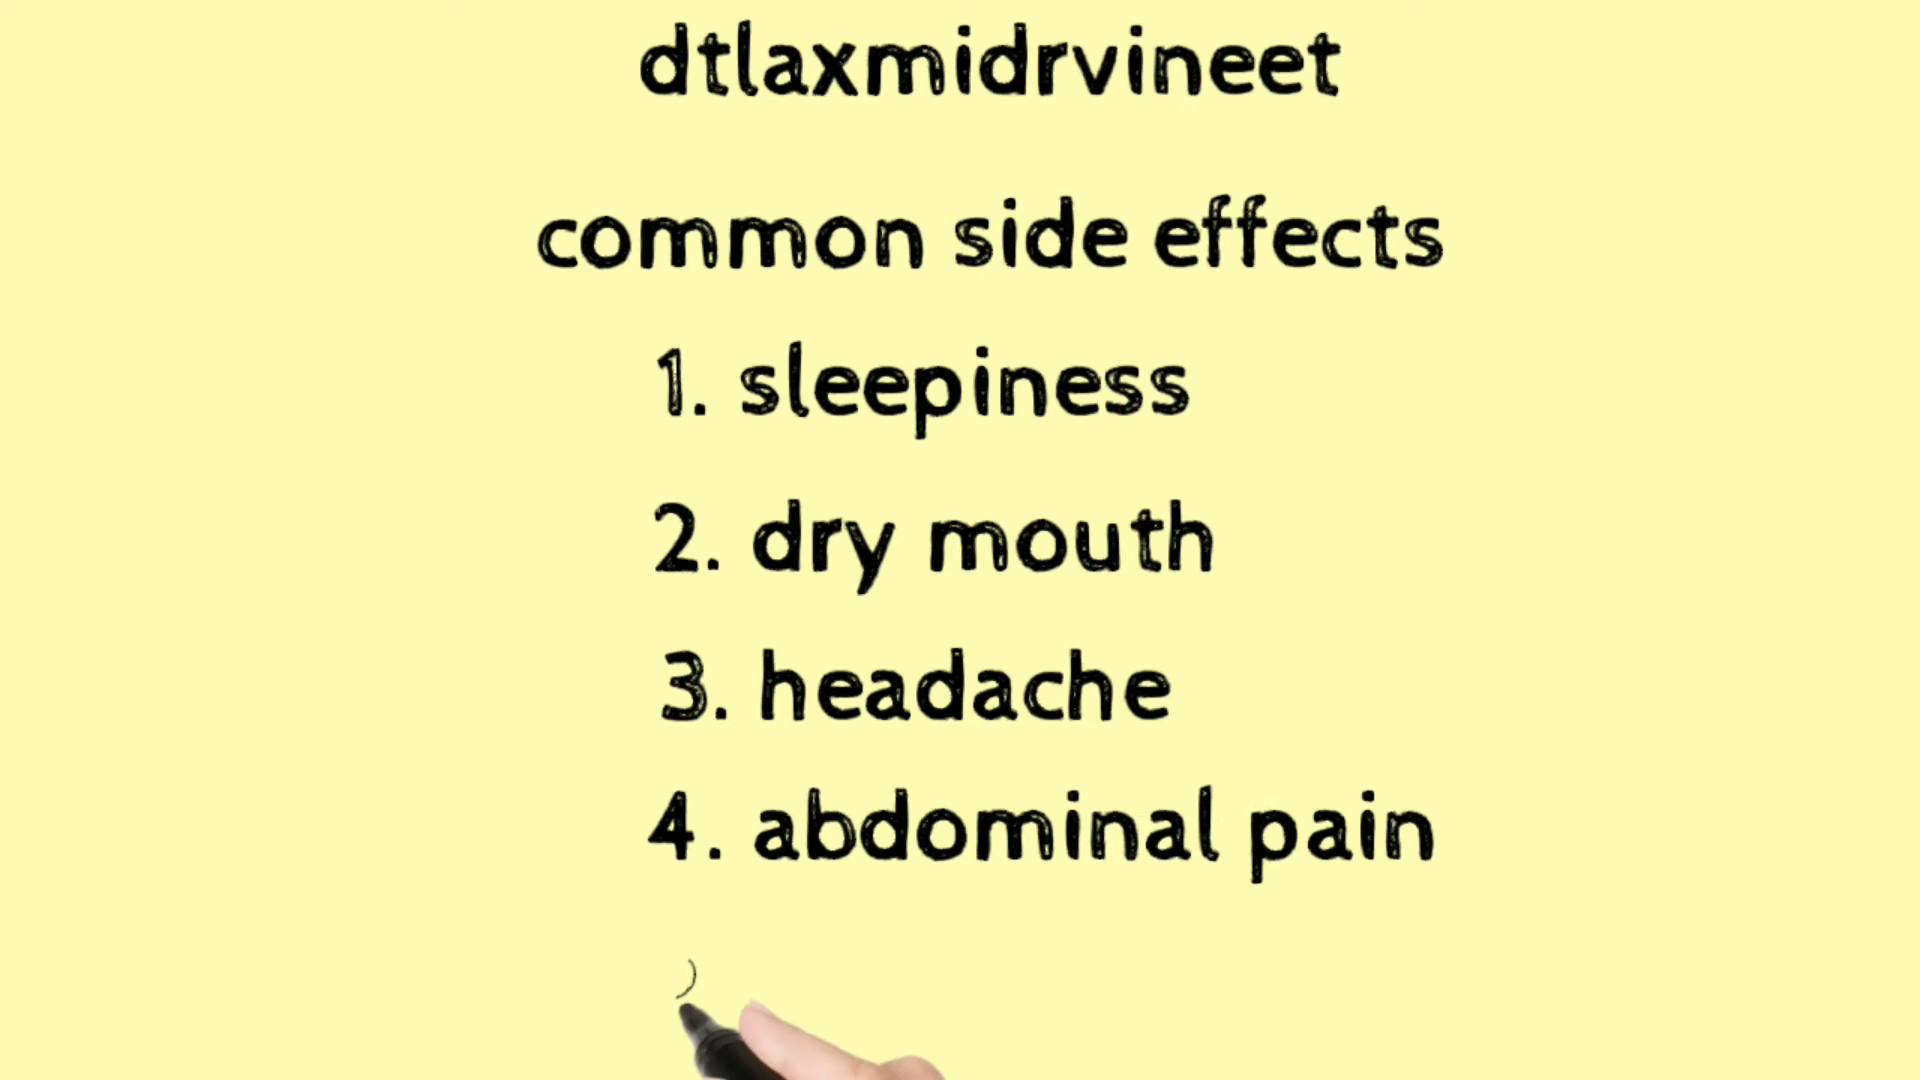 dtlaxmidrvineet
common side effects
1. sleepiness
2. dry mouth
3. headache
4. abdominal pain